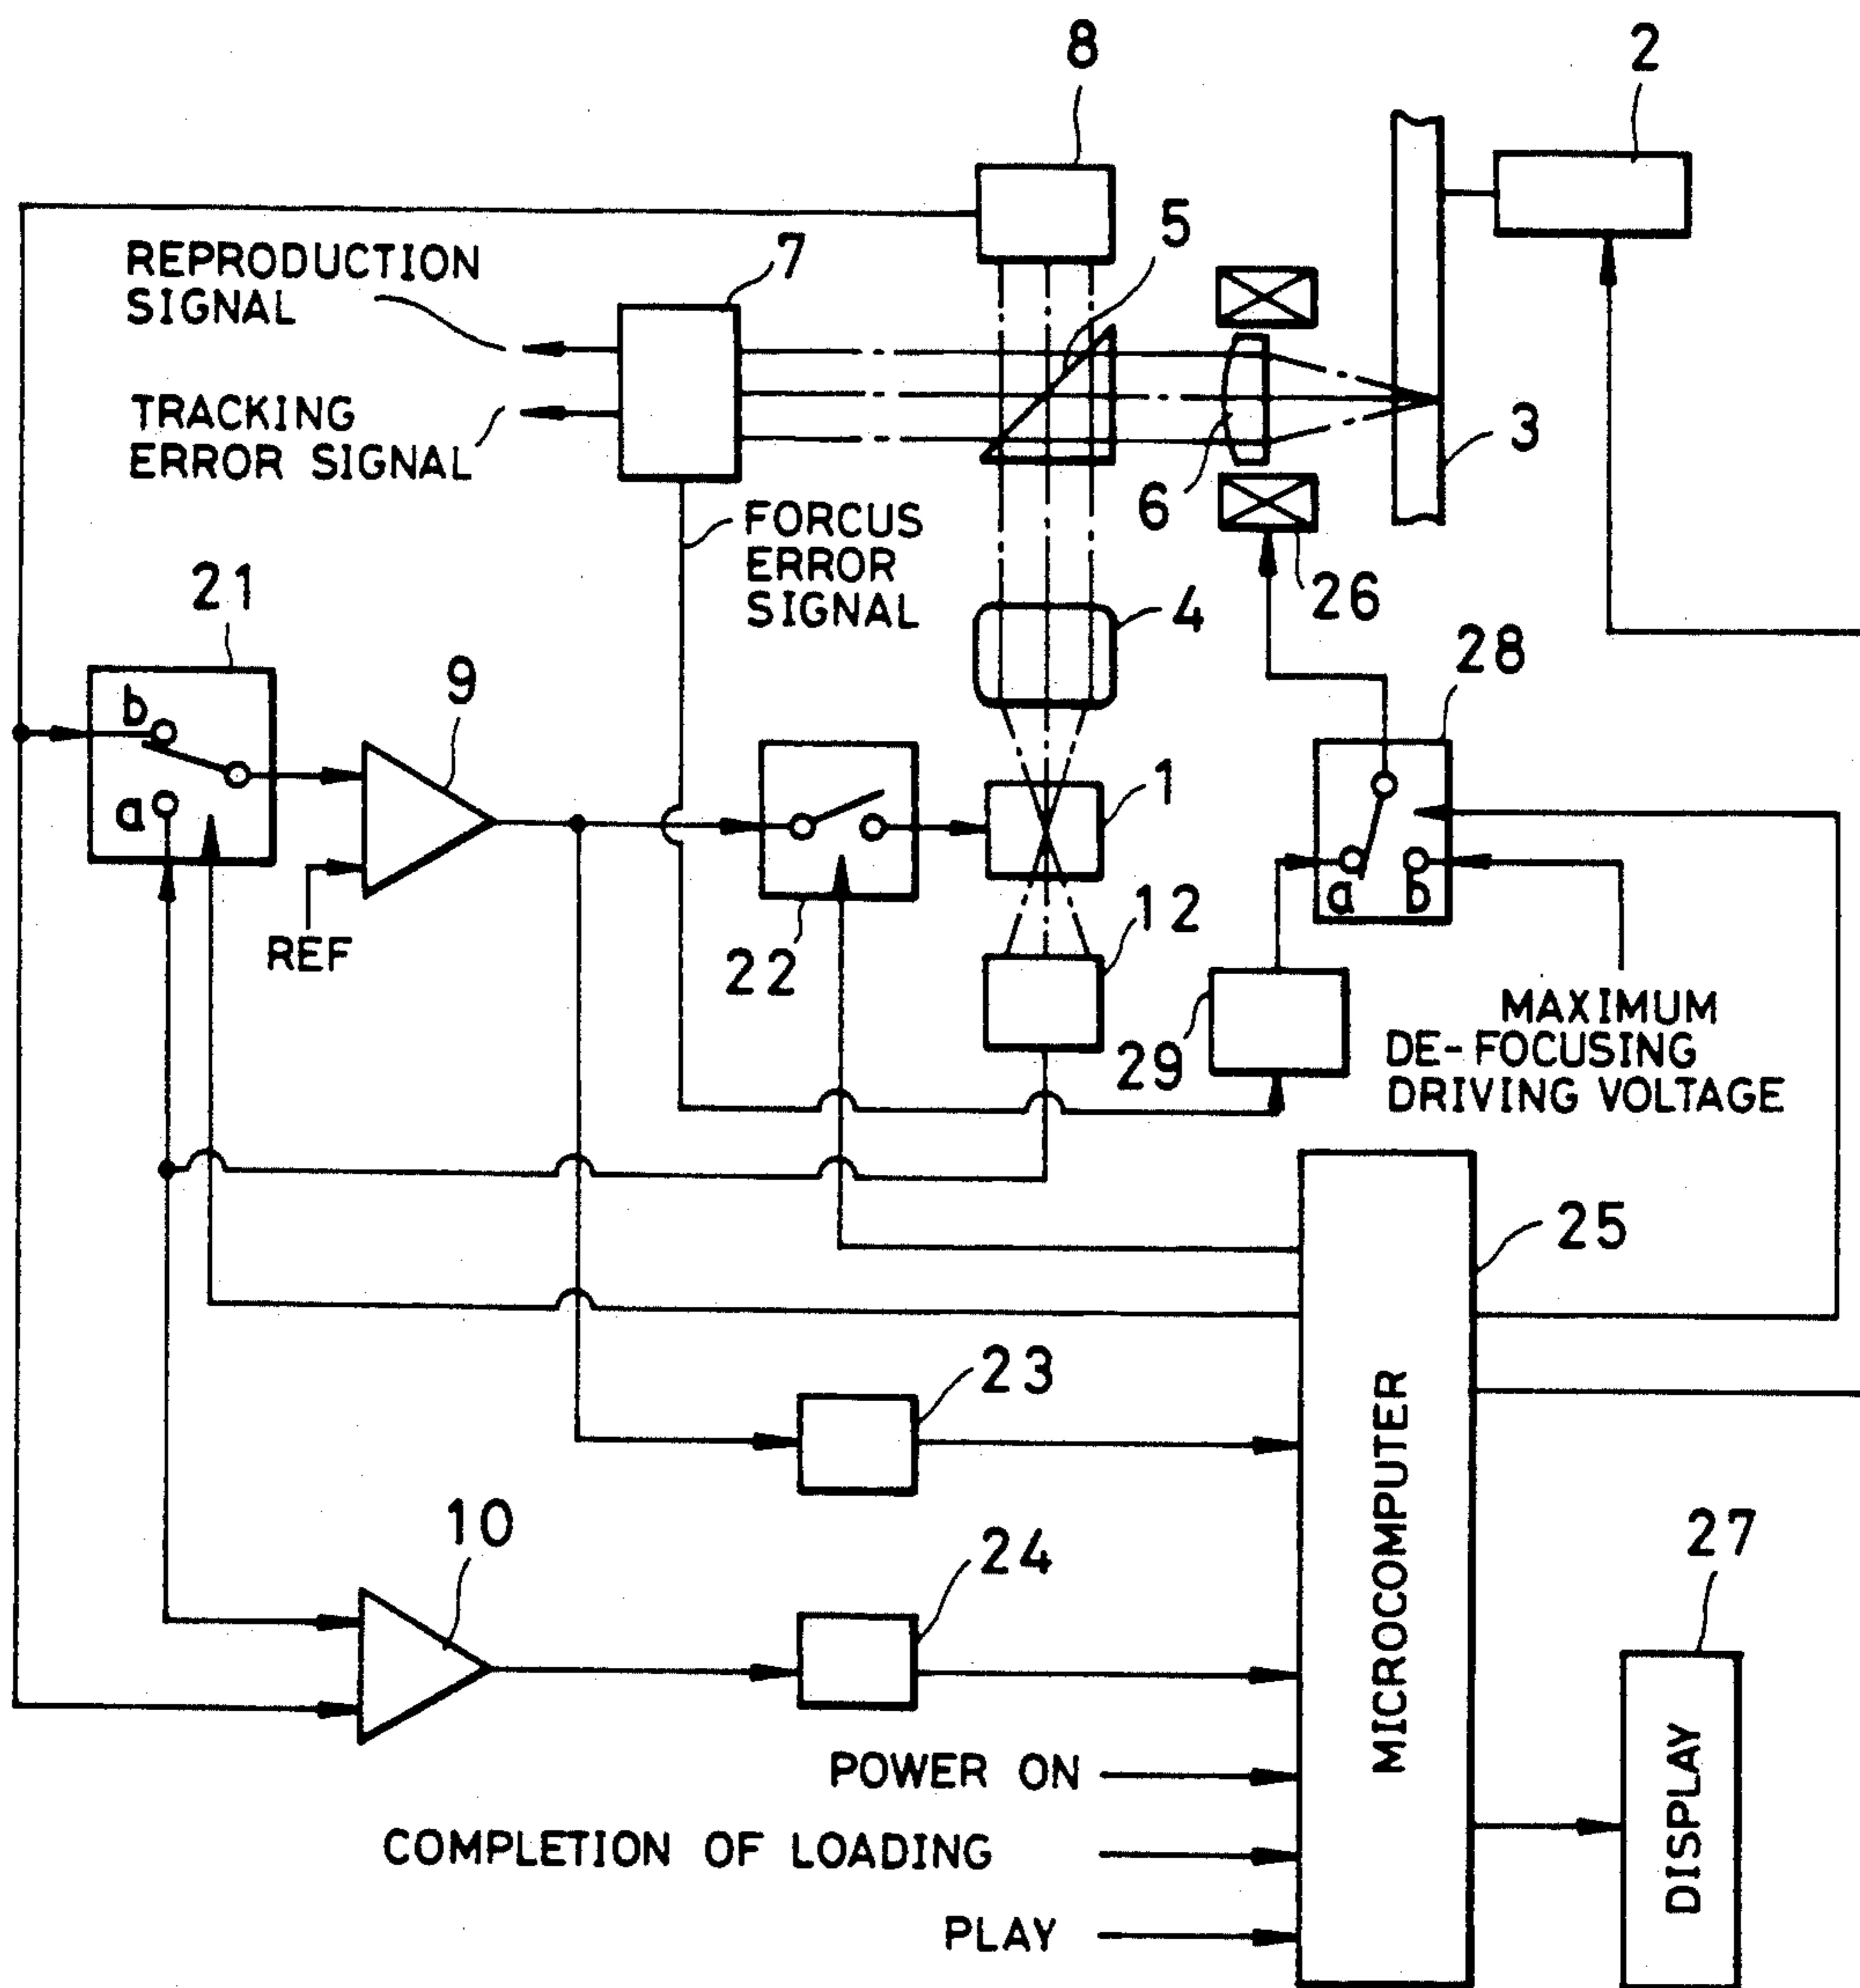 8
2
5
REPRODUCTION
SIGNAL
7
TRACKING
ERROR SIGNAL
6
3
FORCUS
ERROR
SIGNAL
26
21
4
28
9
b
a
1
REF
22
12
a b
29
MAXIMUM
DE-FOCUSING
DRIVING VOLTAGE
25
23
MICROCOMPUTER
10
24
27
POWER ON
DISPLAY
COMPLETION OF LOADING
PLAY